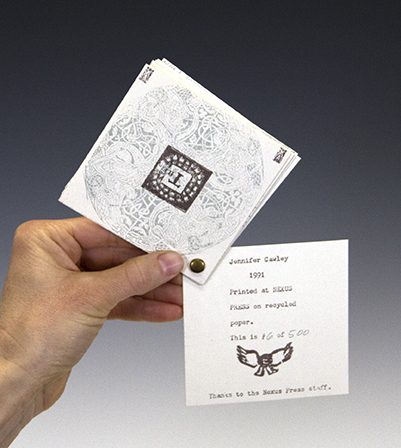 Jennifer Cawley
1991
Printed at NEXUS
PRESS on recycled
paper.
This is 86 of 500
Thanks to the Nexus Press staff.